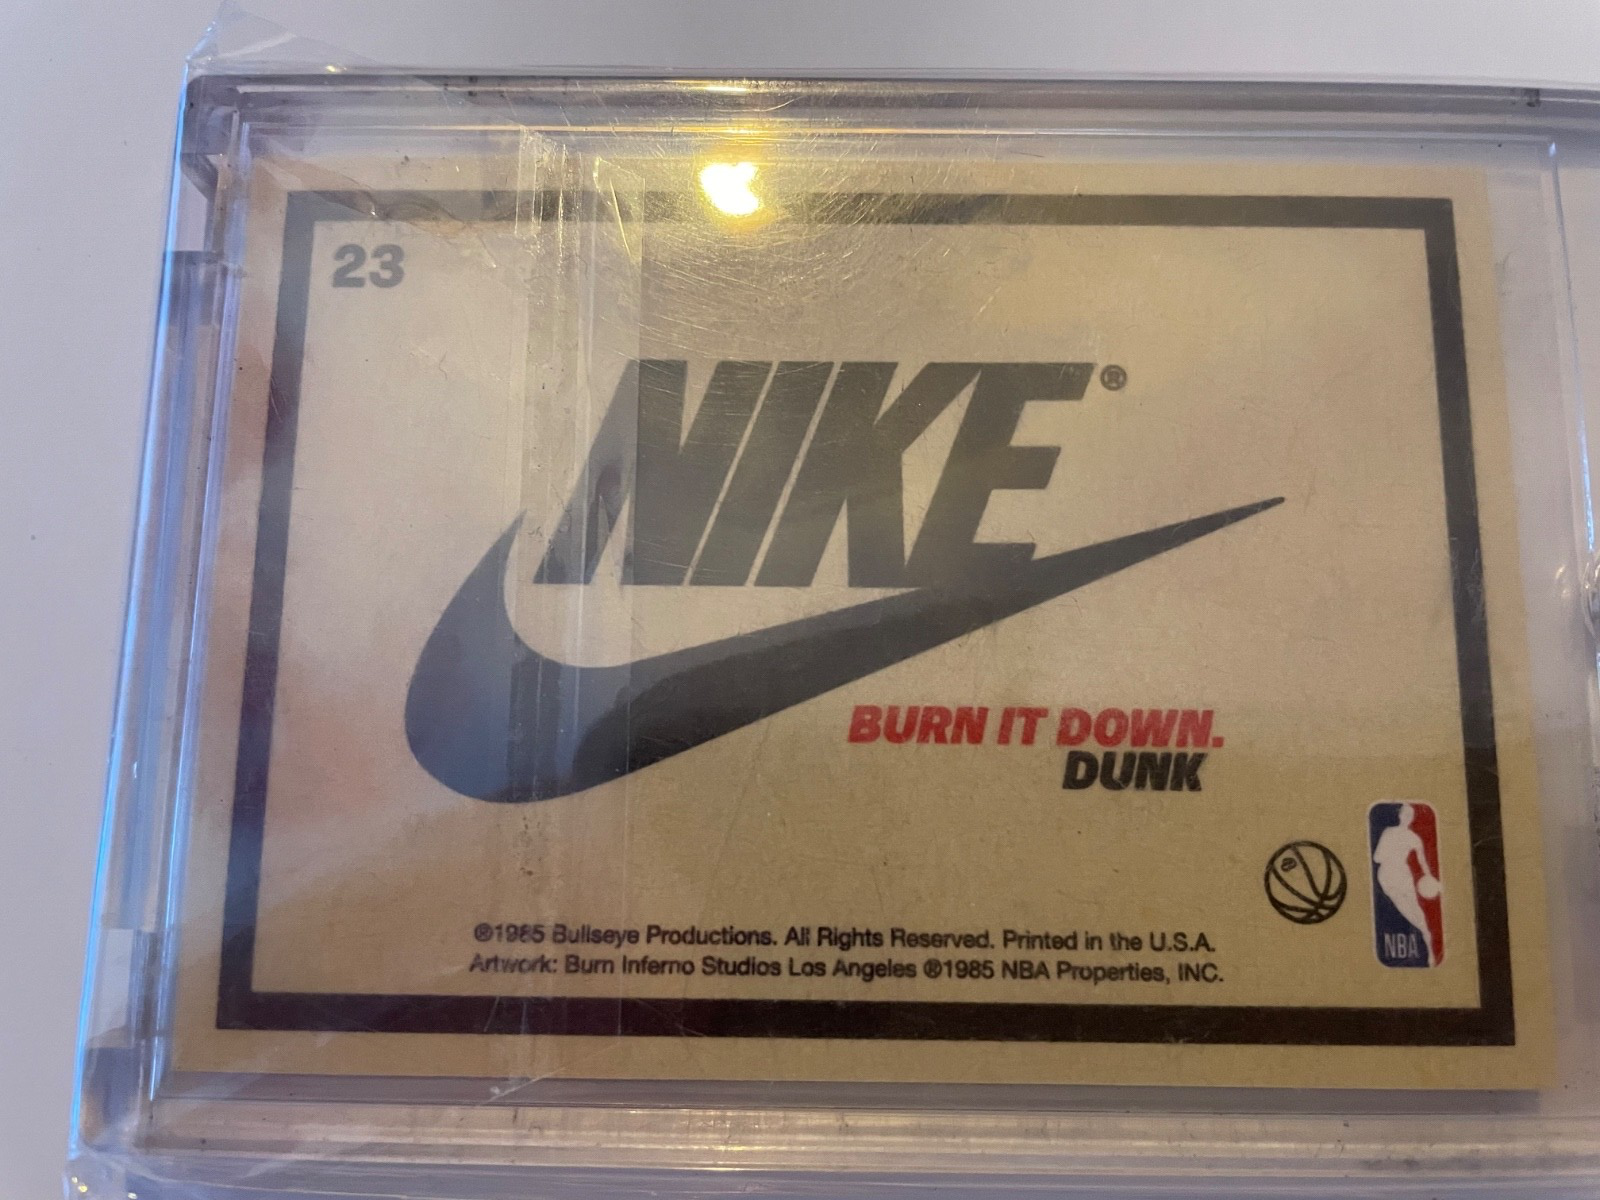 23
NIKE®
BURN IT DOWN.
DUNK
NBA
®1985 Bullseye Productions. All Rights Reserved. Printed in the U.S.A.
Artwork: Burn Inferno Studios Los Angeles ®1985 NBA Properties, INC.